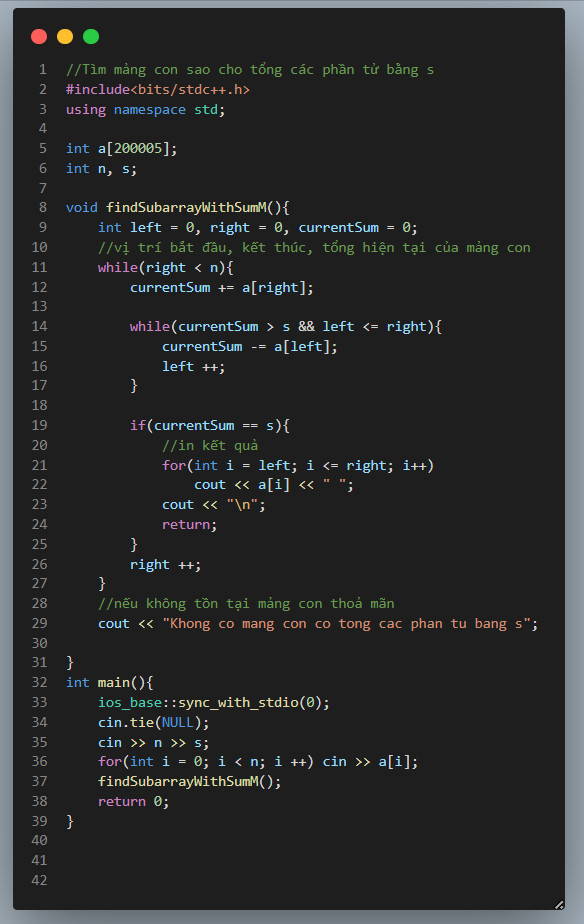 1 //Tìm mảng con sao cho tổng các phần tử bằng s
2 #include<bits/stdc++.h>
3 using namespace std;
4
5 int a[200005];
6 int n, s;
7
8 void findSubarrayWithSumM(){
9 int left = 0, right = 0, currentSum = 0;
10 //vị trí bắt đầu, kết thúc, tổng hiện tại của mảng con
11 while(right < n){
12 currentSum += a[right];
13
14 while(currentSum > s && left <= right){
15 currentSum -= a[left];
16 left ++;
17 }
18
19 if(currentSum == s){
20 //in kết quả
21 for(int i = left; i <= right; i++)
22 cout << a[i] << " ";
23 cout << "\n";
24 return;
25 }
26 right ++;
27 }
28 //nếu không tồn tại mảng con thoả mãn
29 cout << "Khong co mang con co tong cac phan tu bang s";
30
31 }
32 int main(){
33 ios_base::sync_with_stdio(0);
34 cin.tie(NULL);
35 cin >> n >> s;
36 for(int i = 0; i < n; i ++) cin >> a[i];
37 findSubarrayWithSumM();
38 return 0;
39 }
40
41
42